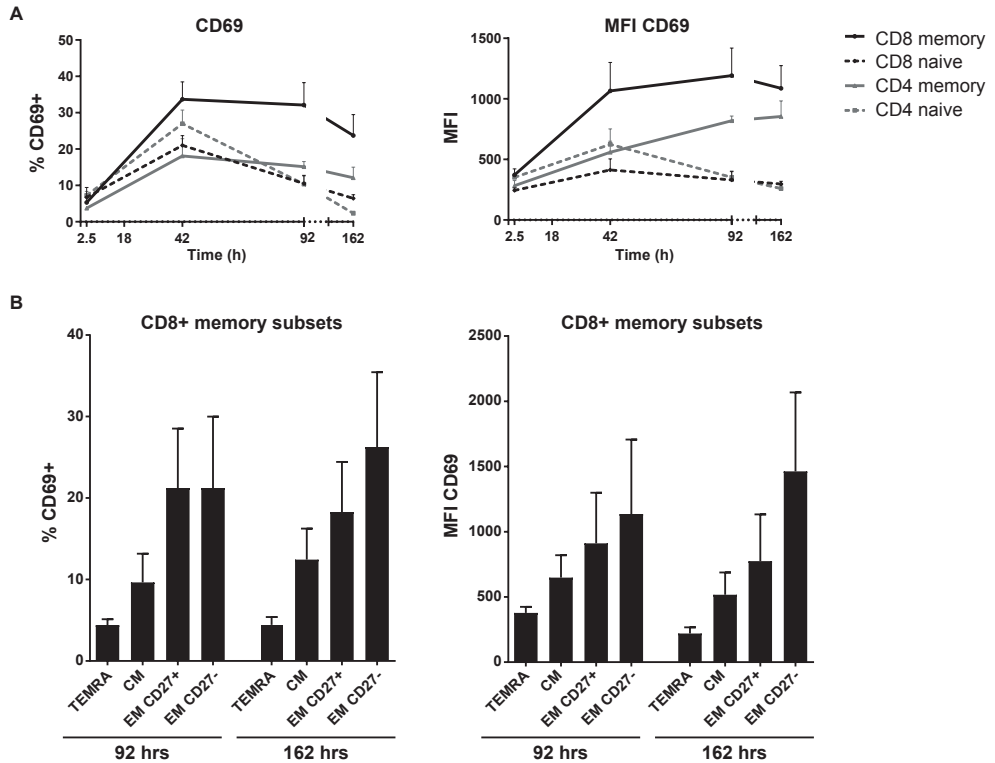 A
CD69
% CD69+
50
40
30
20
10
0
2.5 18 42 92 162
Time (h)
MFI CD69
MFI
1500
1000
500
0
2.5 18 42 92 162
Time (h)
CD8 memory
CD8 naive
CD4 memory
CD4 naive
B
CD8+ memory subsets
% CD69+
40
30
20
10
0
TEMRA CM EM CD27+ EM CD27- TEMRA CM EM CD27+ EM CD27-
92 hrs 162 hrs
CD8+ memory subsets
MFI CD69
2500
2000
1500
1000
500
0
TEMRA CM EM CD27+ EM CD27- TEMRA CM EM CD27+ EM CD27-
92 hrs 162 hrs